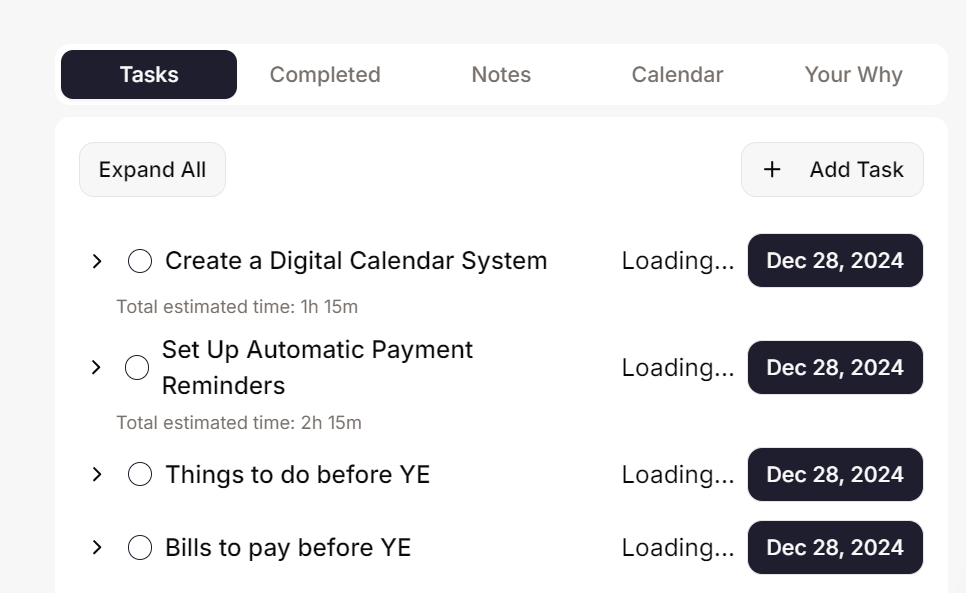 Tasks Completed Notes Calendar Your Why
Expand All + Add Task
Create a Digital Calendar System Loading... Dec 28, 2024
Total estimated time: 1h 15m
Set Up Automatic Payment
Reminders Loading... Dec 28, 2024
Total estimated time: 2h 15m
Things to do before YE Loading... Dec 28, 2024
Bills to pay before YE Loading... Dec 28, 2024